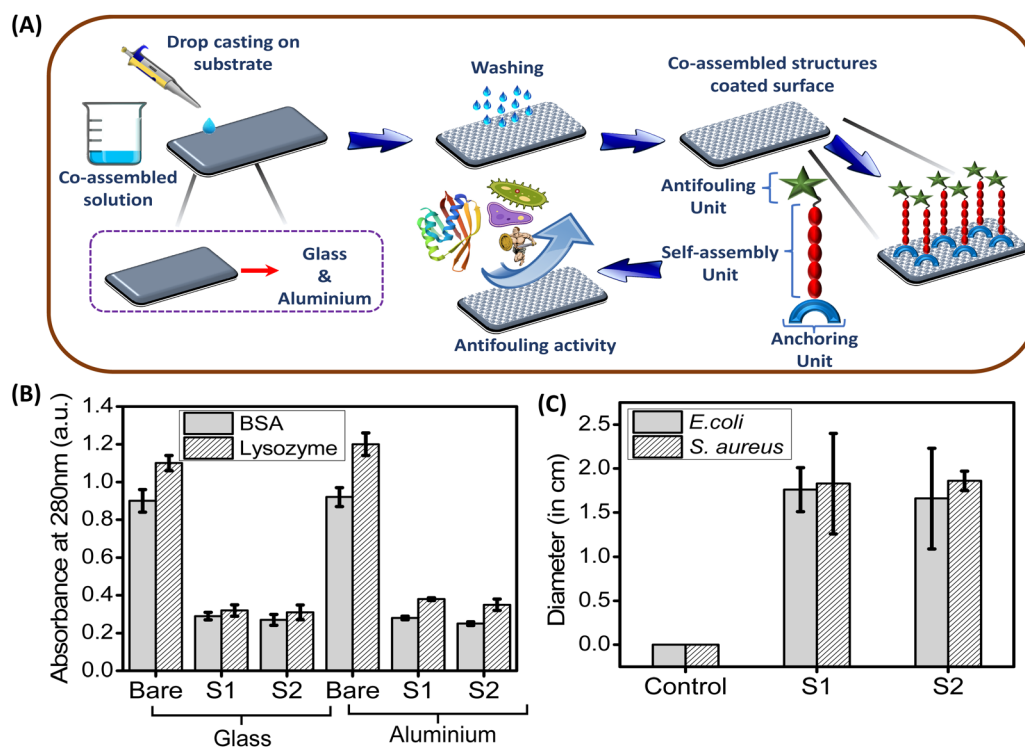 (A)
Drop casting on
substrate
Co-assembled
solution
Washing
Co-assembled structures
coated surface
Glass
&
Aluminium
Antifouling activity
Antifouling
Unit
Self-assembly
Unit
Anchoring
Unit
(B)
Absorbance at 280nm (a.u.)
1.4
1.2
1.0
0.8
0.6
0.4
0.2
0.0
BSA
Lysozyme
Bare S1 S2 Bare S1 S2
Glass Aluminium
(C)
Diameter (in cm)
2.5
2.0
1.5
1.0
0.5
0.0
E.coli
S. aureus
Control S1 S2